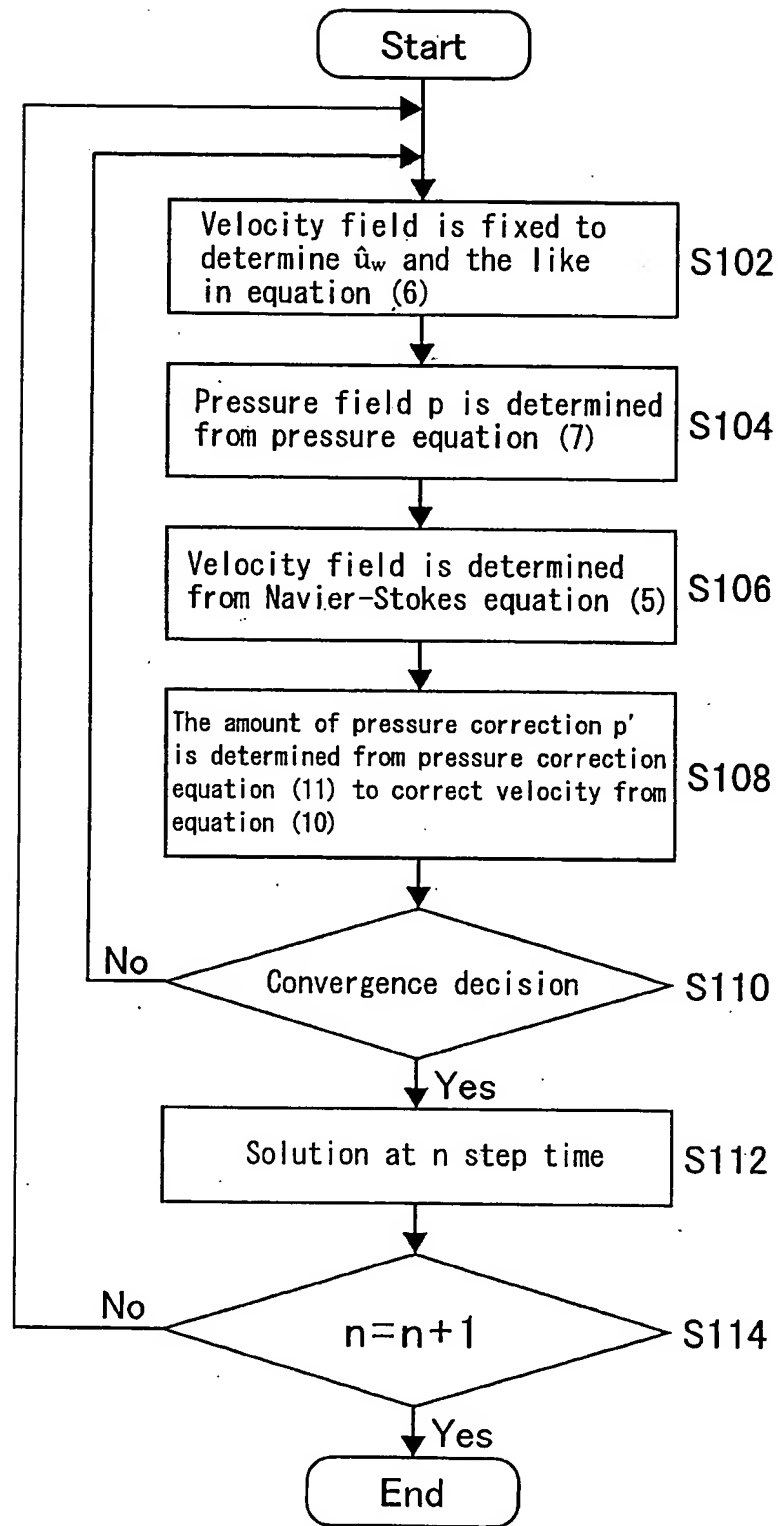 Start
Velocity field is fixed to
determine ûw and the like
in equation (6)
S102
Pressure field p is determined
from pressure equation (7)
S104
Velocity field is determined
from Navier-Stokes equation (5)
S106
The amount of pressure correction p'
is determined from pressure correction
equation (11) to correct velocity from
equation (10)
S108
No
Convergence decision
S110
Yes
Solution at n step time
S112
No
n=n+1
S114
Yes
End